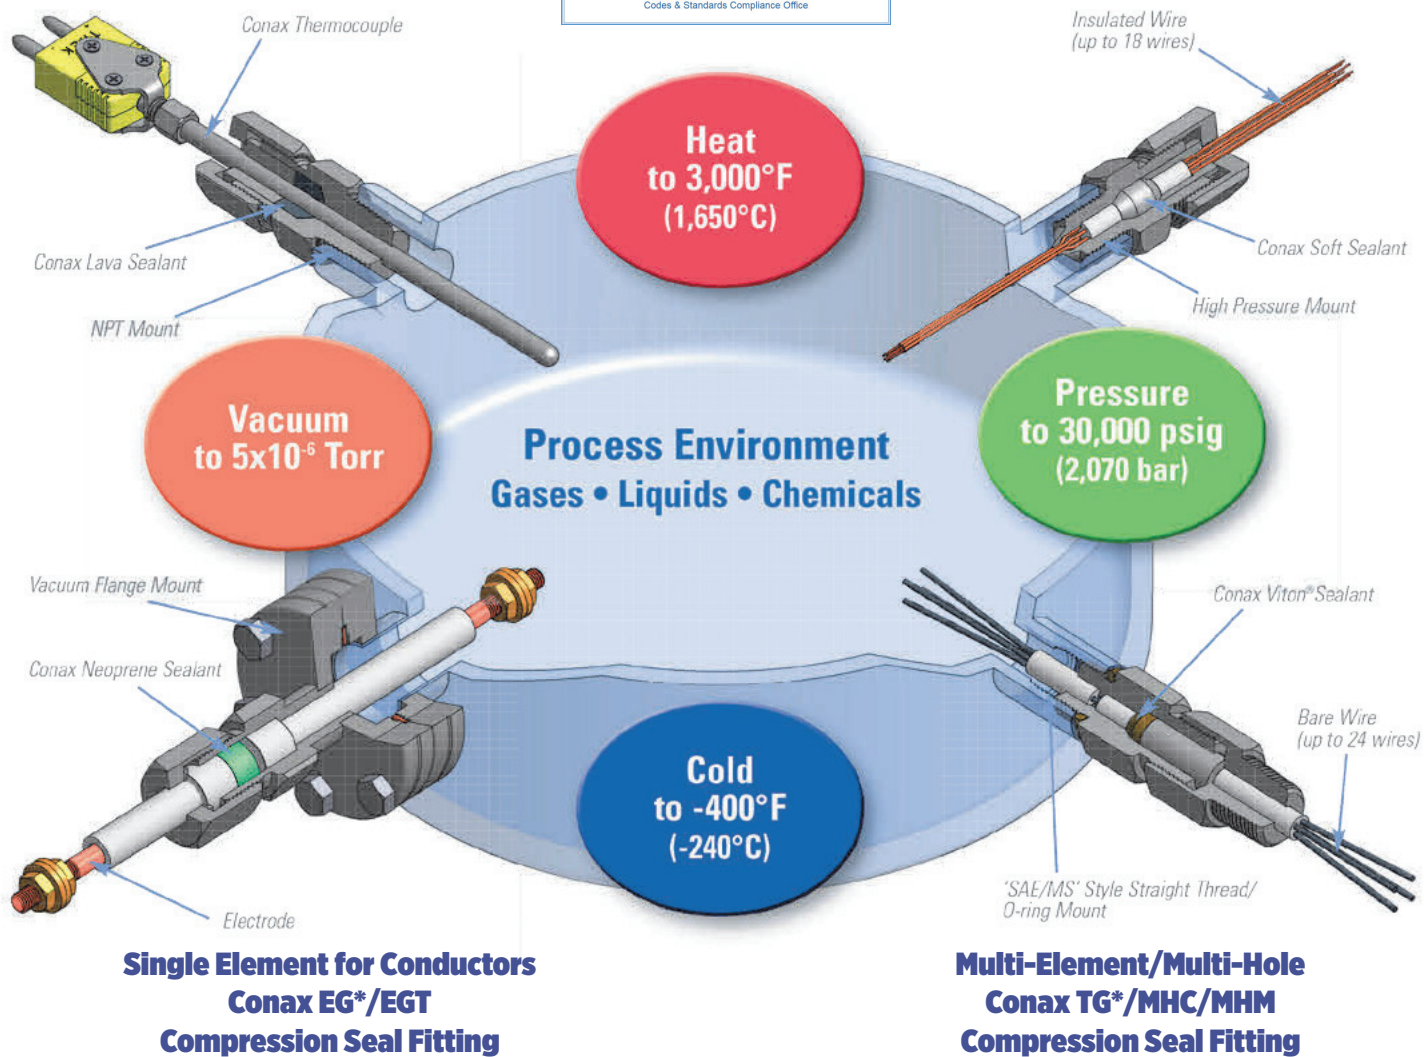 Codes & Standards Compliance Office
Conax Thermocouple
Insulated Wire
(up to 18 wires)
Heat
to 3,000°F
(1,650°C)
Conax Lava Sealant
Conax Soft Sealant
NPT Mount
High Pressure Mount
Vacuum
to 5x10⁻⁶ Torr
Pressure
to 30,000 psig
(2,070 bar)
Process Environment
Gases • Liquids • Chemicals
Vacuum Flange Mount
Conax Viton® Sealant
Conax Neoprene Sealant
Bare Wire
(up to 24 wires)
Cold
to -400°F
(-240°C)
'SAE/MS' Style Straight Thread/
O-ring Mount
Electrode
Single Element for Conductors
Conax EG*/EGT
Compression Seal Fitting
Multi-Element/Multi-Hole
Conax TG*/MHC/MHM
Compression Seal Fitting